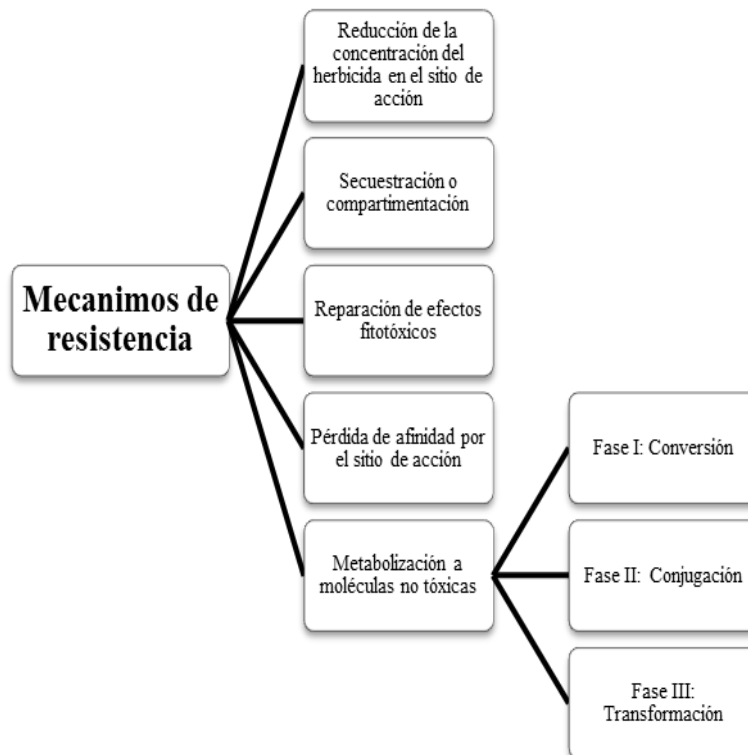 Reducción de la
concentración del
herbicida en el sitio de
acción
Secuestración o
compartimentación
Mecanimos de
resistencia
Reparación de efectos
fitotóxicos
Pérdida de afinidad por
el sitio de acción
Metabolización a
moléculas no tóxicas
Fase I: Conversión
Fase II: Conjugación
Fase III:
Transformación